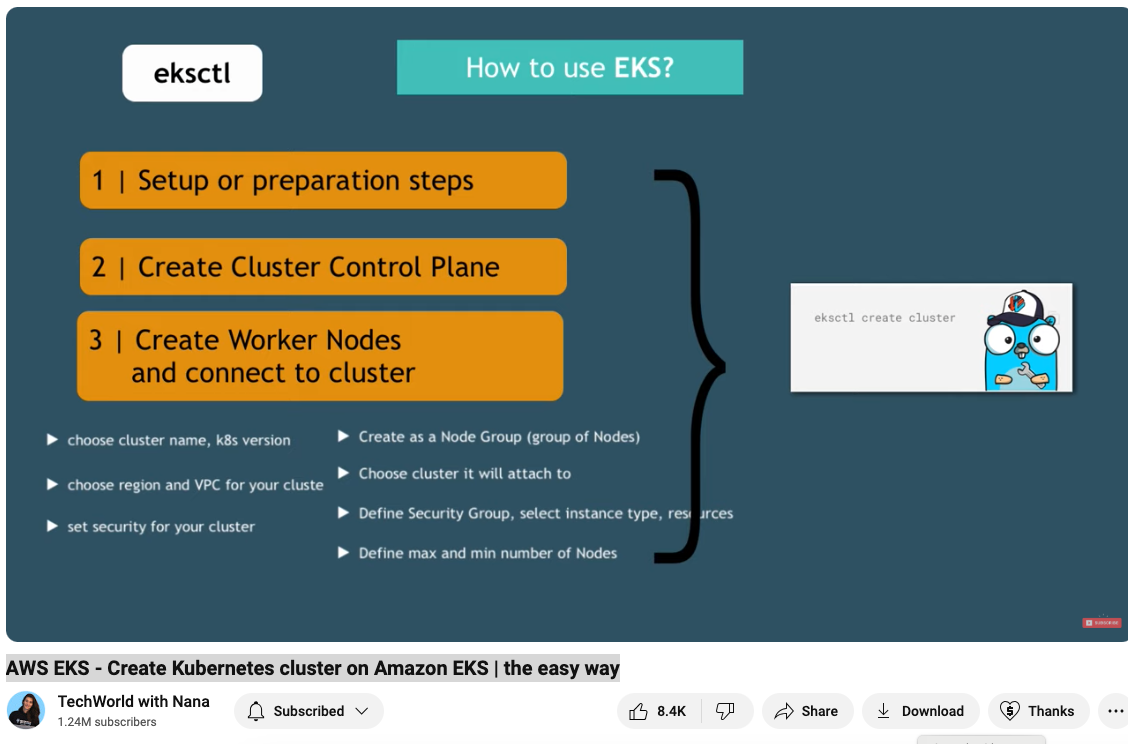 eksctl
How to use EKS?
1 | Setup or preparation steps
2 | Create Cluster Control Plane
3 | Create Worker Nodes
and connect to cluster
eksctl create cluster
choose cluster name, k8s version
choose region and VPC for your cluste
set security for your cluster
Create as a Node Group (group of Nodes)
Choose cluster it will attach to
Define Security Group, select instance type, resources
Define max and min number of Nodes
SUBSCRIBE
AWS EKS - Create Kubernetes cluster on Amazon EKS | the easy way
TechWorld with Nana
1.24M subscribers
Subscribed
8.4K
Share
Download
Thanks